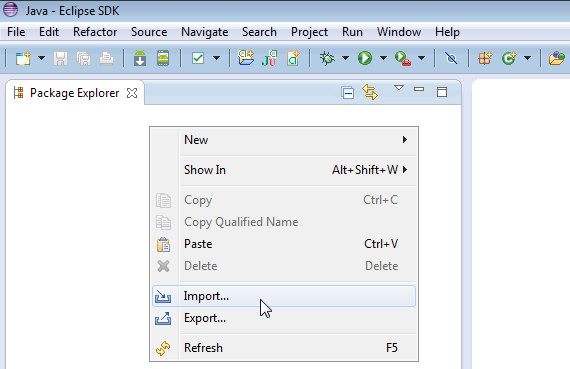 Java - Eclipse SDK
File Edit Refactor Source Navigate Search Project Run Window Help
Package Explorer
New
Show In Alt+Shift+W
Copy Ctrl+C
Copy Qualified Name
Paste Ctrl+V
Delete Delete
Import...
Export...
Refresh F5